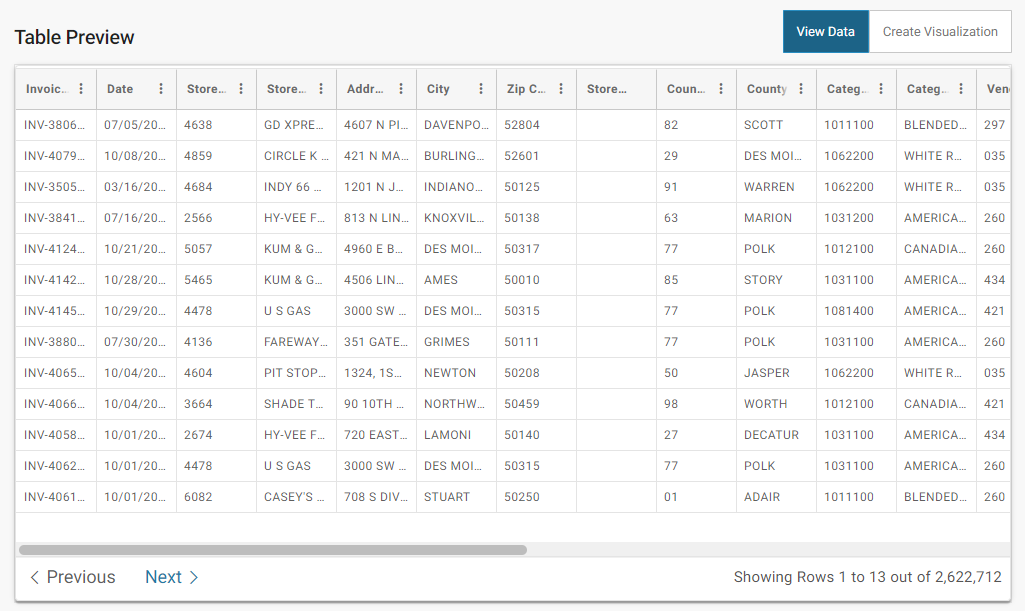 Table Preview
View Data
Create Visualization
Invoic... Date Store... Store... Addr... City Zip C... Store... Coun... County Categ... Categ... Ven
INV-3806... 07/05/20... 4638 GD XPRE... 4607 N PI... DAVENPO... 52804 82 SCOTT 1011100 BLENDED... 297
INV-4079... 10/08/20... 4859 CIRCLE K ... 421 N MA... BURLING... 52601 29 DES MOI... 1062200 WHITE R... 035
INV-3505... 03/16/20... 4684 INDY 66 ... 1201 N J... INDIANO... 50125 91 WARREN 1062200 WHITE R... 035
INV-3841... 07/16/20... 2566 HY-VEE F... 813 N LIN... KNOXVIL... 50138 63 MARION 1031200 AMERICA... 260
INV-4124... 10/21/20... 5057 KUM & G... 4960 E B... DES MOI... 50317 77 POLK 1012100 CANADIA... 260
INV-4142... 10/28/20... 5465 KUM & G... 4506 LIN... AMES 50010 85 STORY 1031100 AMERICA... 434
INV-4145... 10/29/20... 4478 U S GAS 3000 SW ... DES MOI... 50315 77 POLK 1081400 AMERICA... 421
INV-3880... 07/30/20... 4136 FAREWAY... 351 GATE... GRIMES 50111 77 POLK 1031100 AMERICA... 260
INV-4065... 10/04/20... 4604 PIT STOP... 1324, 1S... NEWTON 50208 50 JASPER 1062200 WHITE R... 035
INV-4066... 10/04/20... 3664 SHADE T... 90 10TH ... NORTHW... 50459 98 WORTH 1012100 CANADIA... 421
INV-4058... 10/01/20... 2674 HY-VEE F... 720 EAST... LAMONI 50140 27 DECATUR 1031100 AMERICA... 434
INV-4062... 10/01/20... 4478 U S GAS 3000 SW ... DES MOI... 50315 77 POLK 1031100 AMERICA... 260
INV-4061... 10/01/20... 6082 CASEY'S ... 708 S DIV... STUART 50250 01 ADAIR 1011100 BLENDED... 260
Previous Next Showing Rows 1 to 13 out of 2,622,712